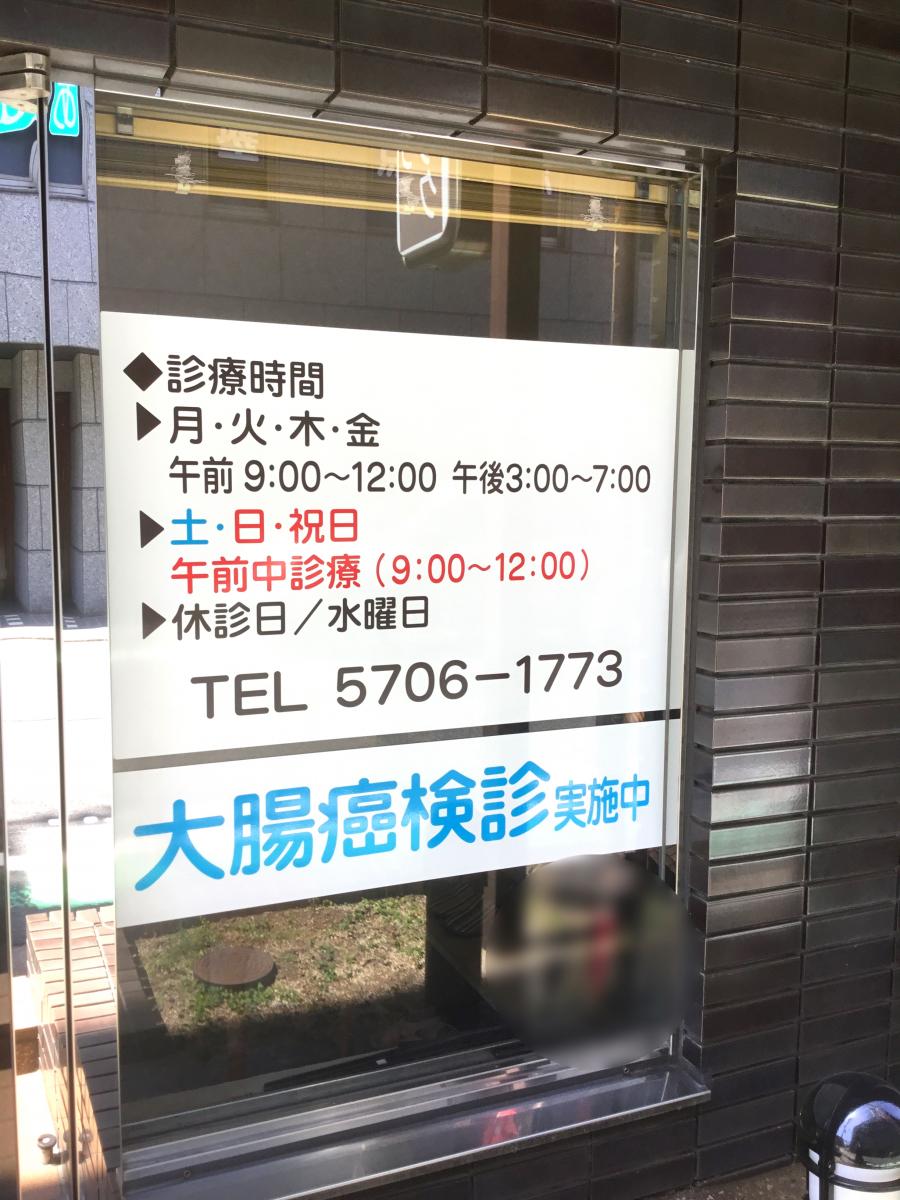 ◆診療時間
▶月・火・木・金
午前 9:00～12:00 午後3:00～7:00
▶土・日・祝日
午前中診療（9:00～12:00）
▶休診日／水曜日
TEL 5706－1773
大腸癌検診実施中